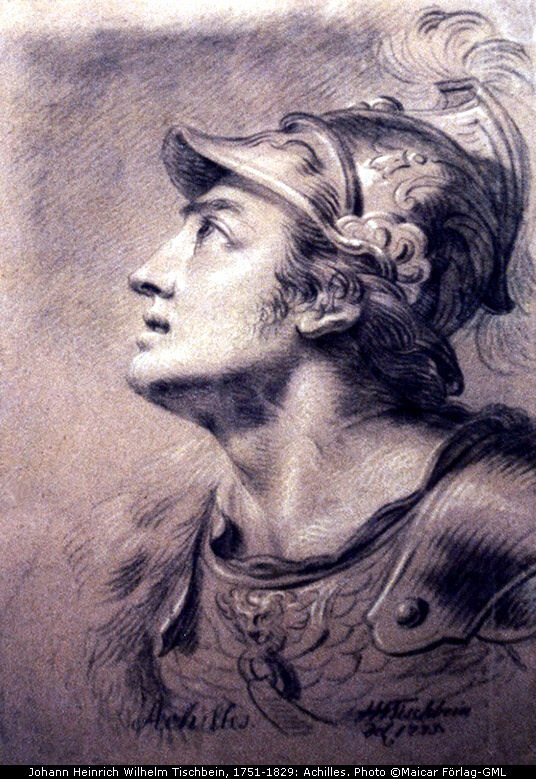 Achilles.
Tischbein
Johann Heinrich Wilhelm Tischbein, 1751-1829: Achilles. Photo ©Maicar Förlag-GML